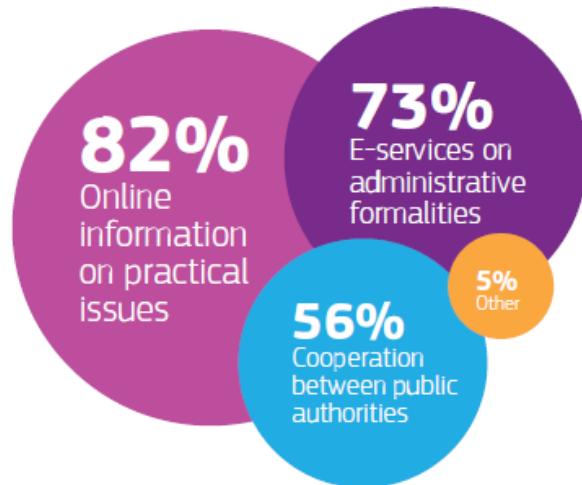 82%
Online
information
on practical
issues
73%
E-services on
administrative
formalities
56%
Cooperation
between public
authorities
5%
Other